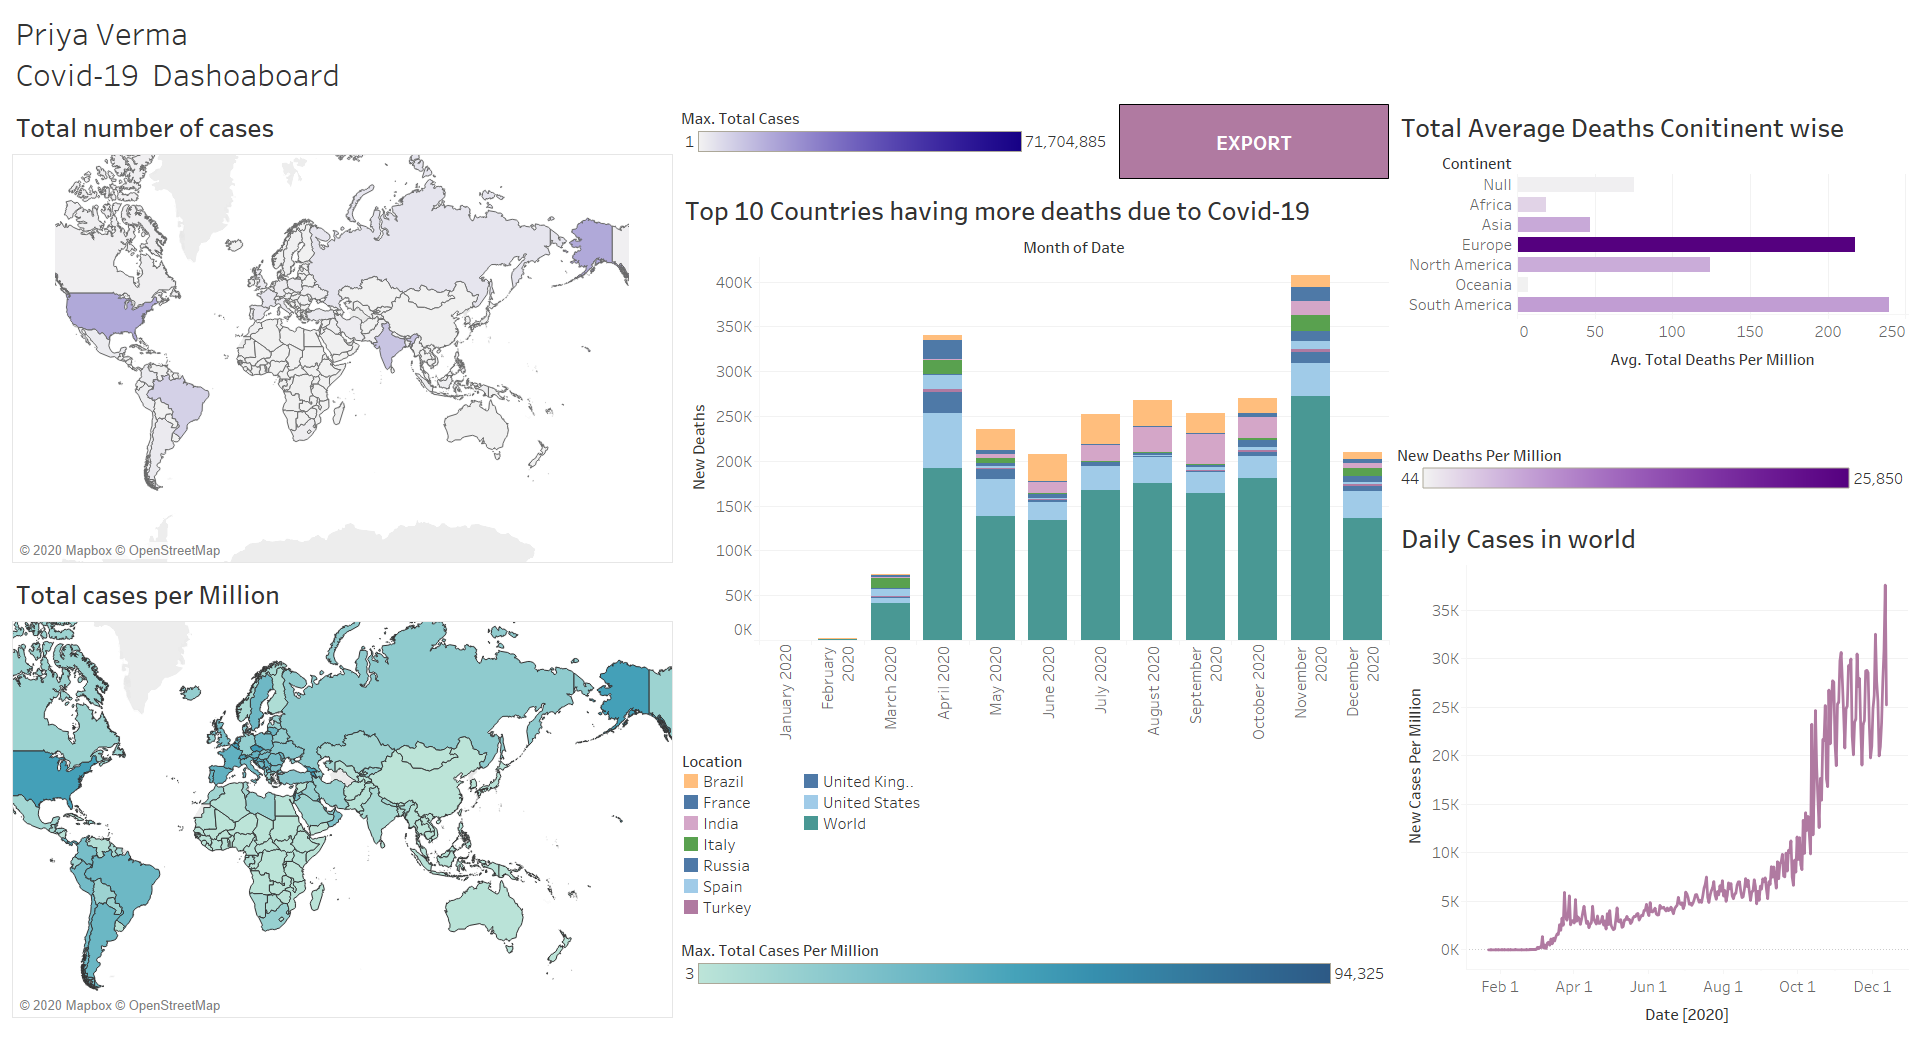 Priya Verma
Covid-19 Dashoaboard
Total number of cases
© 2020 Mapbox © OpenStreetMap
Total cases per Million
© 2020 Mapbox © OpenStreetMap
Max. Total Cases
1 71,704,885
EXPORT
Top 10 Countries having more deaths due to Covid-19
Month of Date
New Deaths
400K
350K
300K
250K
200K
150K
100K
50K
0K
January 2020
February 2020
March 2020
April 2020
May 2020
June 2020
July 2020
August 2020
September 2020
October 2020
November 2020
December 2020
Location
Brazil
France
India
Italy
Russia
Spain
Turkey
United King..
United States
World
Max. Total Cases Per Million
3 94,325
Total Average Deaths Conitinent wise
Continent
Null
Africa
Asia
Europe
North America
Oceania
South America
0 50 100 150 200 250
Avg. Total Deaths Per Million
New Deaths Per Million
44 25,850
Daily Cases in world
New Cases Per Million
35K
30K
25K
20K
15K
10K
5K
0K
Feb 1 Apr 1 Jun 1 Aug 1 Oct 1 Dec 1
Date [2020]